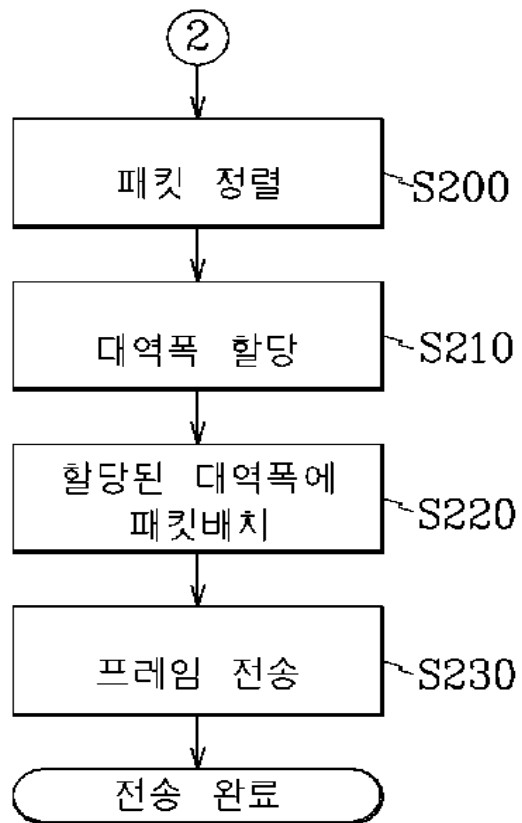 2
패킷 정렬
S200
대역폭 할당
S210
할당된 대역폭에
패킷배치
S220
프레임 전송
S230
전송 완료